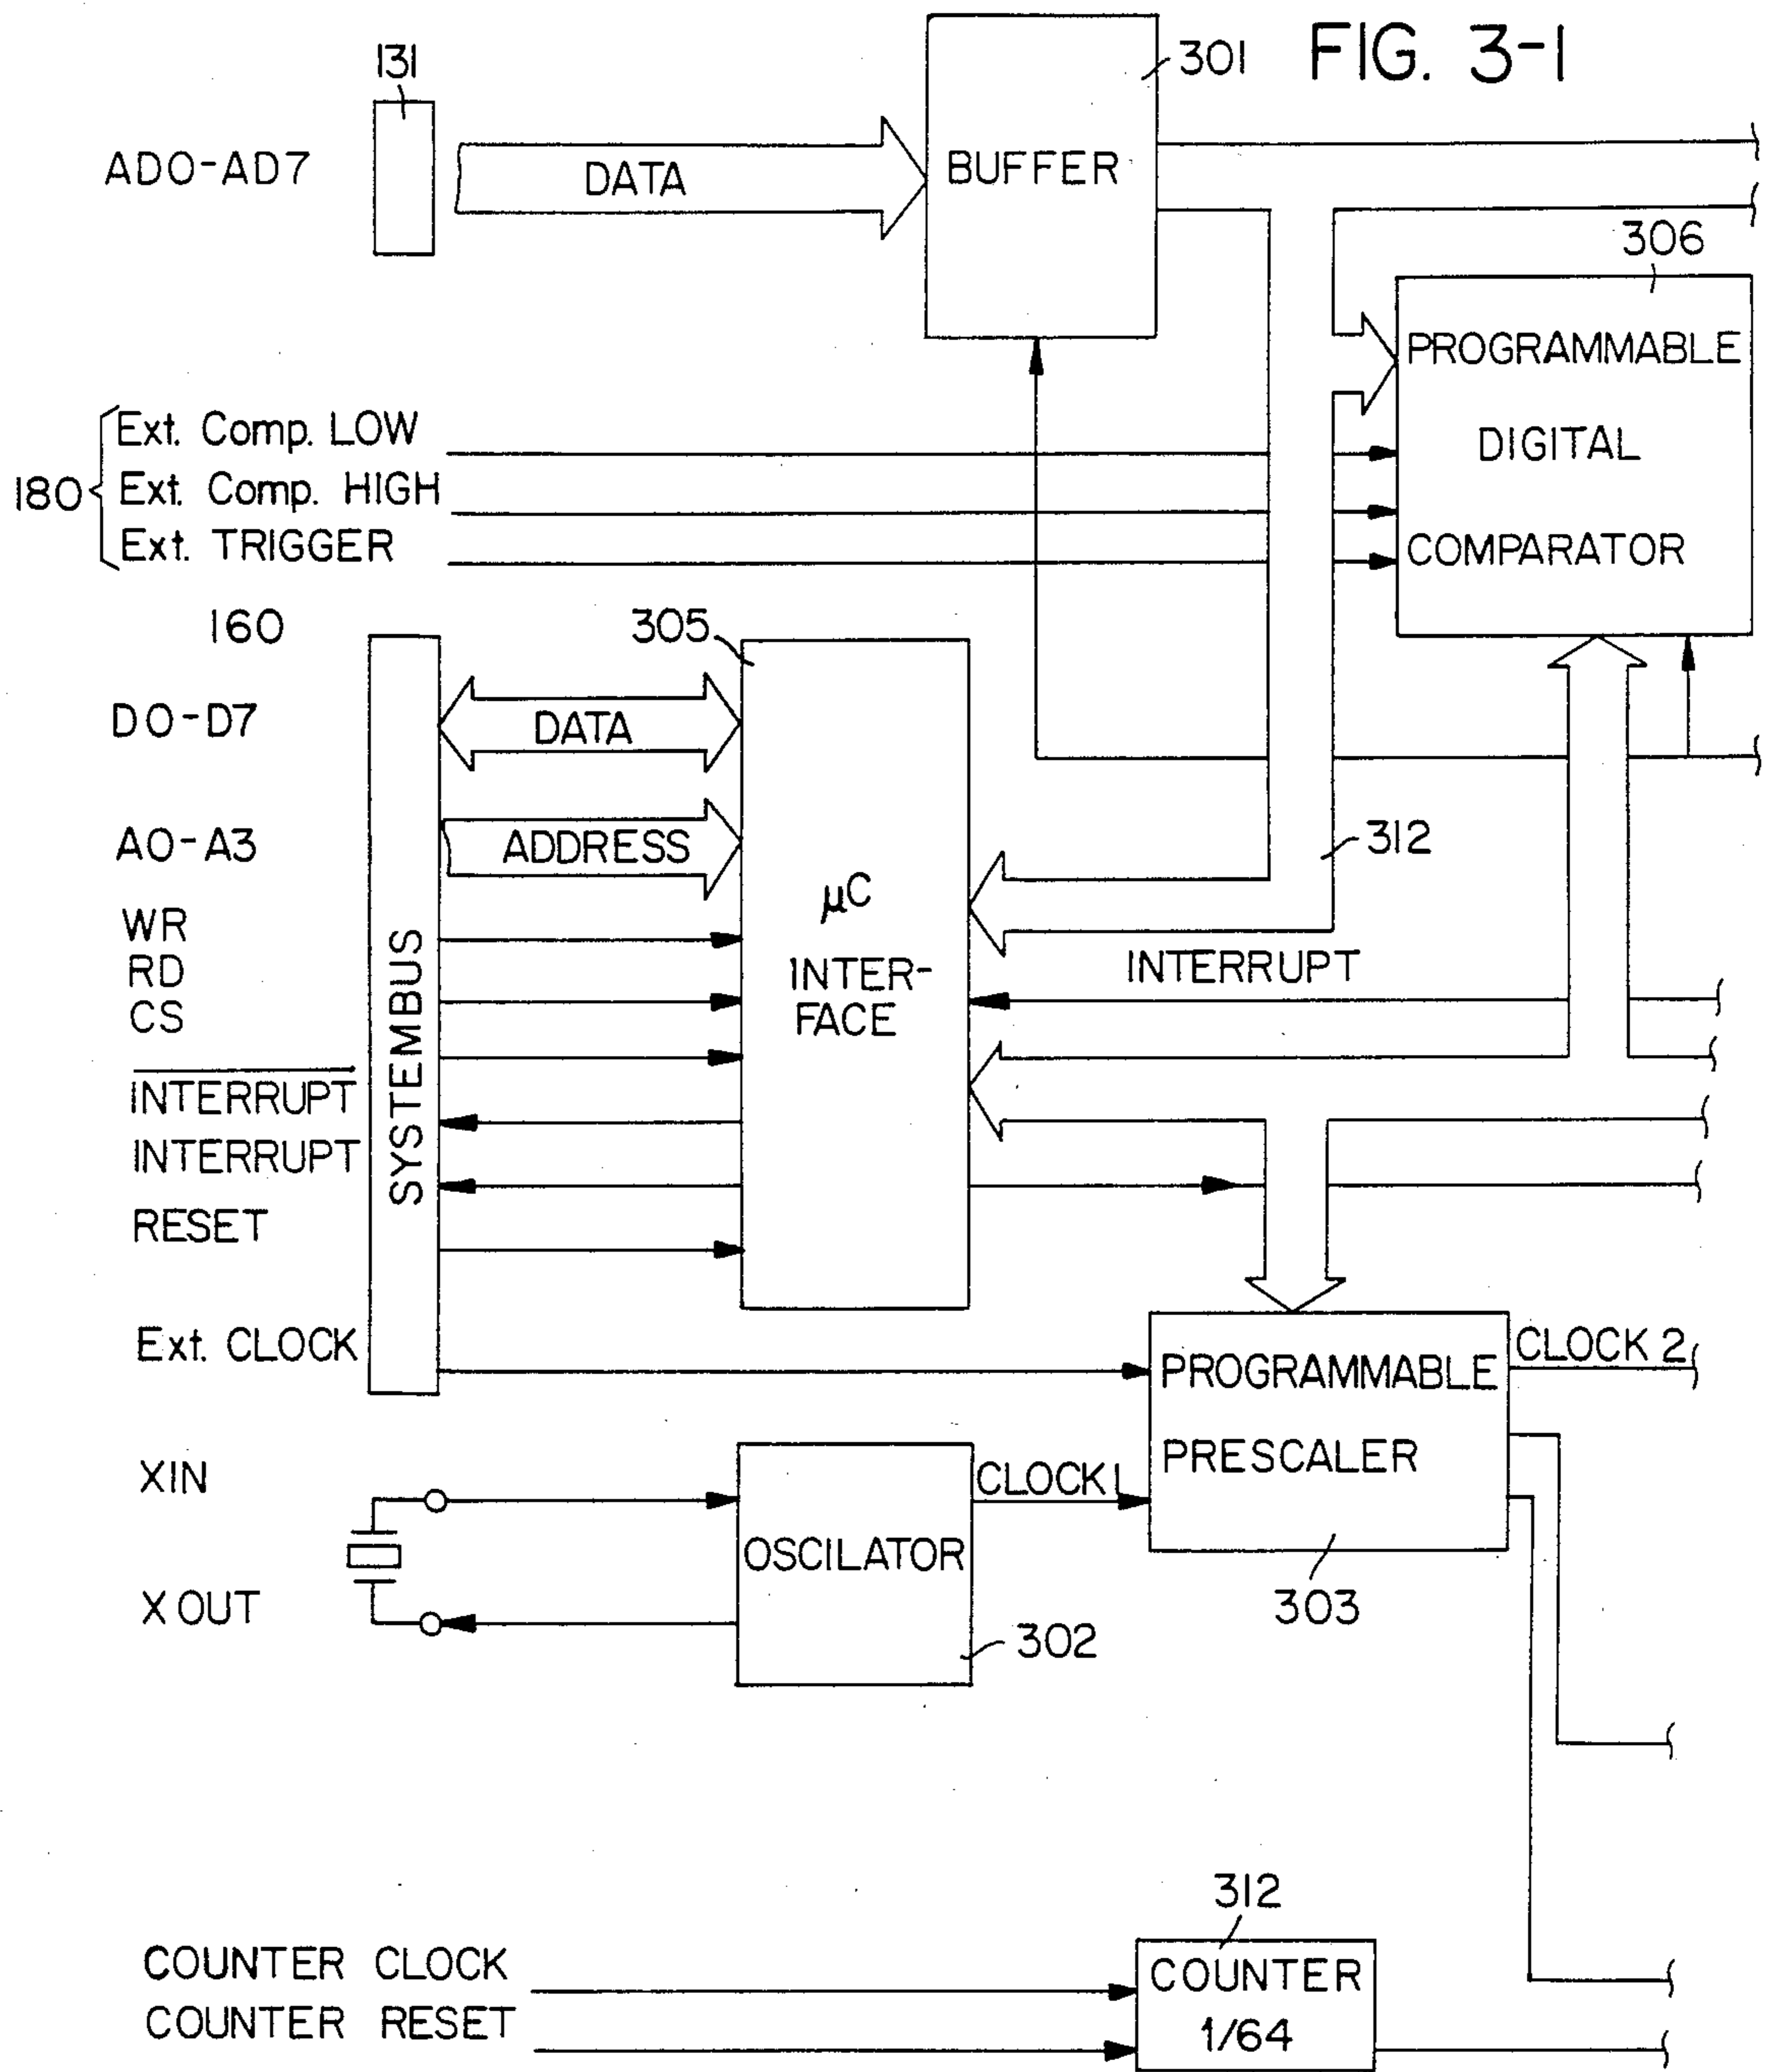 FIG. 3-1
131
301
AD0-AD7
DATA
BUFFER
306
PROGRAMMABLE
DIGITAL
COMPARATOR
180
Ext. Comp. LOW
Ext. Comp. HIGH
Ext. TRIGGER
160
305
D0-D7
DATA
A0-A3
ADDRESS
312
WR
RD
CS
SYSTEMBUS
µC
INTER-
FACE
INTERRUPT
INTERRUPT
INTERRUPT
RESET
Ext. CLOCK
PROGRAMMABLE
PRESCALER
CLOCK 2
XIN
CLOCK 1
OSCILATOR
X OUT
303
302
312
COUNTER CLOCK
COUNTER RESET
COUNTER
1/64